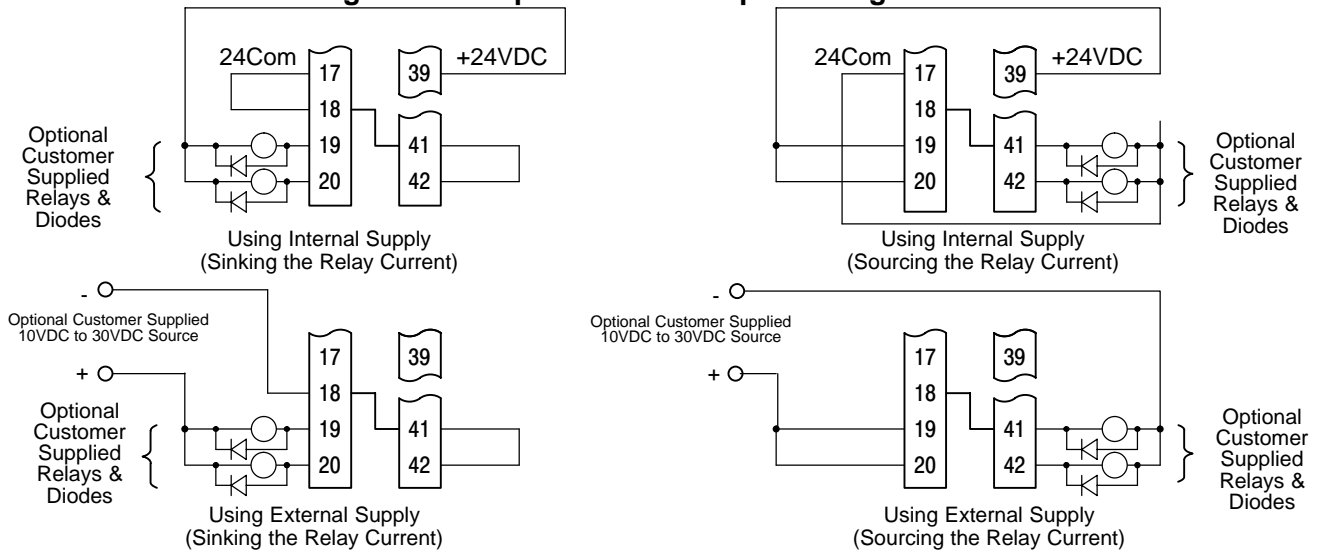 24Com
17
18
19
20
39
+24VDC
41
42
Optional
Customer
Supplied
Relays &
Diodes
Using Internal Supply
(Sinking the Relay Current)
24Com
17
18
19
20
39
+24VDC
41
42
Optional
Customer
Supplied
Relays &
Diodes
Using Internal Supply
(Sourcing the Relay Current)
-
Optional Customer Supplied
10VDC to 30VDC Source
+
17
18
19
20
39
41
42
Optional
Customer
Supplied
Relays &
Diodes
Using External Supply
(Sinking the Relay Current)
-
Optional Customer Supplied
10VDC to 30VDC Source
+
17
18
19
20
39
41
42
Optional
Customer
Supplied
Relays &
Diodes
Using External Supply
(Sourcing the Relay Current)